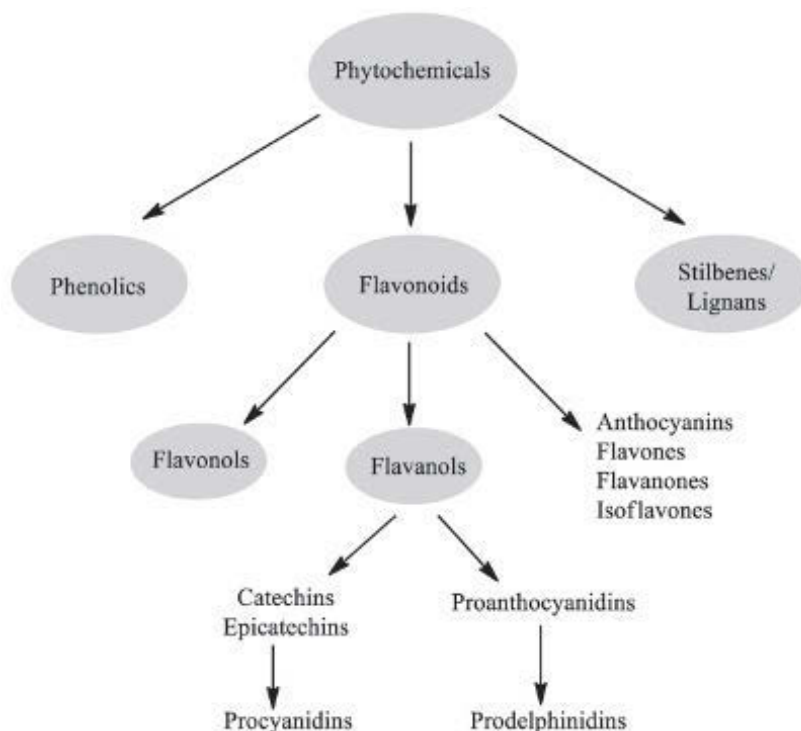 Phytochemicals
Phenolics
Flavonoids
Stilbenes/
Lignans
Flavonols
Flavanols
Anthocyanins
Flavones
Flavanones
Isoflavones
Catechins
Epicatechins
Proanthocyanidins
Procyanidins
Prodelphinidins